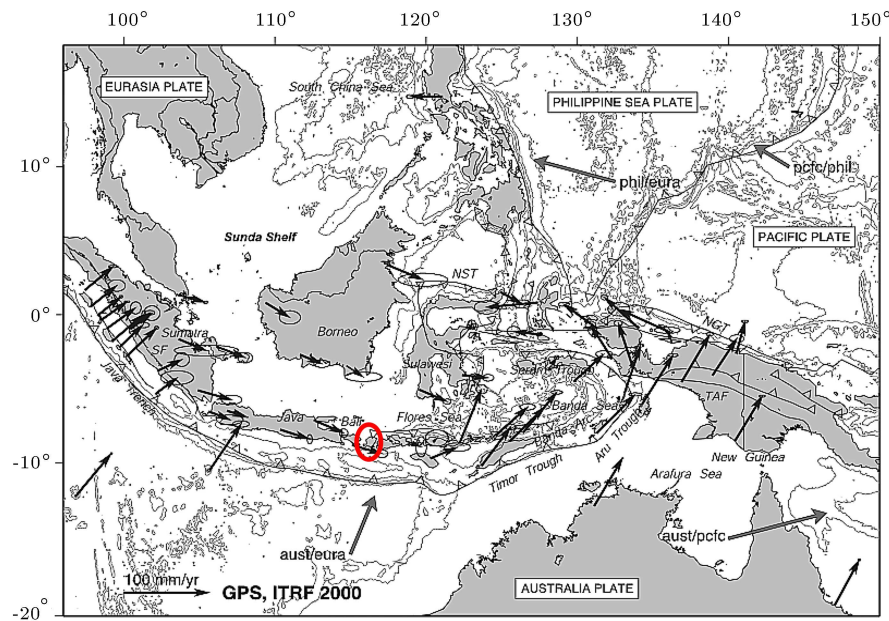 100° 110° 120° 130° 140° 150°
EURASIA PLATE
South China Sea
PHILIPPINE SEA PLATE
10°
phil/eura
pcfc/phil
Sunda Shelf
PACIFIC PLATE
NST
0°
Borneo
NGT
Sumatra
SF
Sulawesi
Seram Trough
Java Trench
TAF
Java
Bali
Flores Sea
Banda Sea
Banda Arc
Aru Trough
New Guinea
-10°
Timor Trough
Arafura Sea
aust/eura
aust/pcfc
100 mm/yr
GPS, ITRF 2000
AUSTRALIA PLATE
-20°